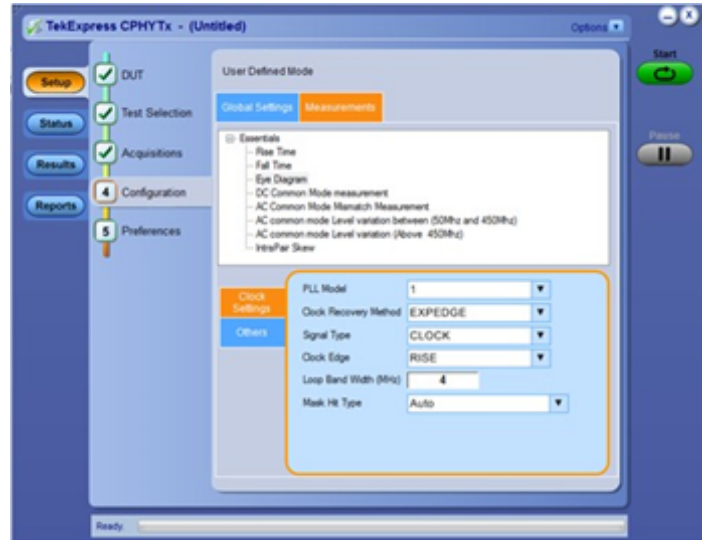 TekExpress CPHYTx - (Untitled)
Options
Start
Setup
DUT
User Defined Mode
Test Selection
Global Settings
Measurements
Status
Essentials
Rise Time
Pause
Acquisitions
Fall Time
Results
Eye Diagram
4
Configuration
DC Common Mode measurement
AC Common Mode Mismatch Measurement
Reports
AC common mode Level variation between (50Mhz and 450Mhz)
5
Preferences
AC common mode Level variation (Above 450Mhz)
IntraPair Skew
Clock Settings
PLL Model
1
Clock Recovery Method
EXPEDGE
Others
Signal Type
CLOCK
Clock Edge
RISE
Loop Band Width (MHz)
4
Mask Hit Type
Auto
Ready